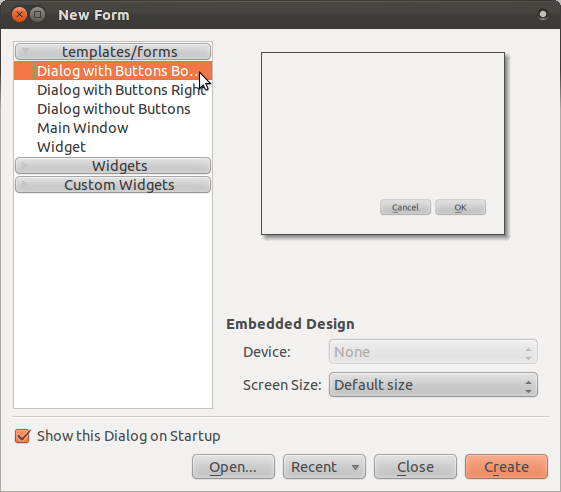 New Form
templates/forms
Dialog with Buttons Bo...
Dialog with Buttons Right
Dialog without Buttons
Main Window
Widget
Widgets
Custom Widgets
Cancel OK
Embedded Design
Device: None
Screen Size: Default size
Show this Dialog on Startup
Open... Recent Close Create